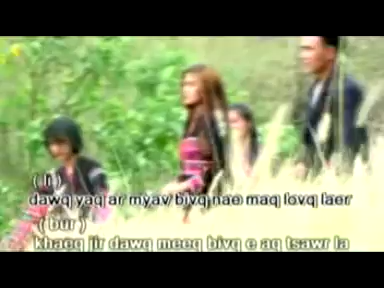 ( li )
dawq yaq ar myav bivq nae maq lovq laer
( bur )
khaeq jir dawq meeq bivq e aq tsawr la